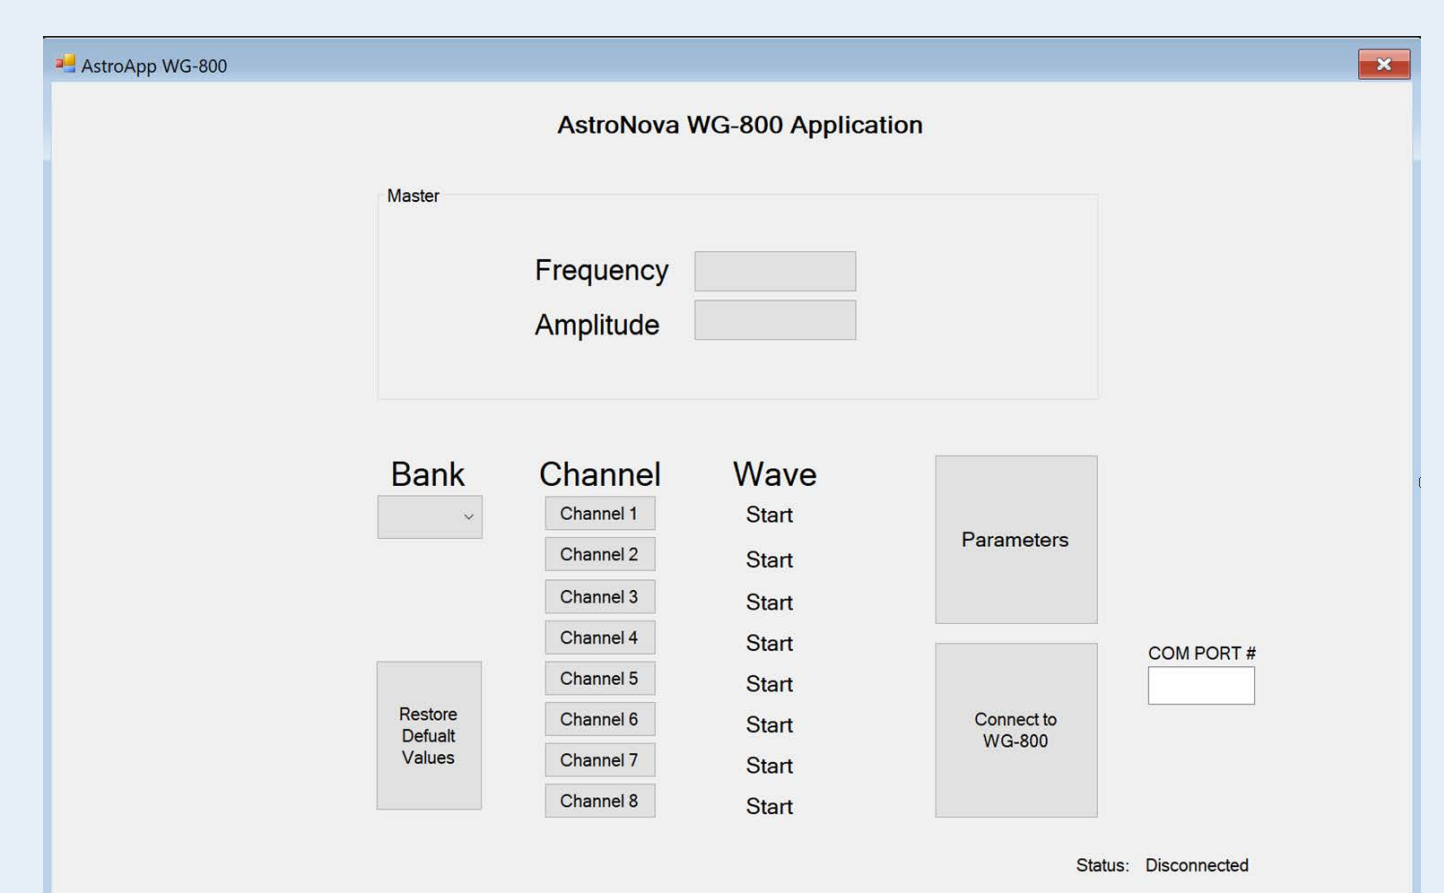 AstroApp WG-800
AstroNova WG-800 Application
Master
Frequency
Amplitude
Bank
Channel
Wave
Channel 1
Start
Channel 2
Start
Channel 3
Start
Channel 4
Start
Channel 5
Start
Channel 6
Start
Channel 7
Start
Channel 8
Start
Restore
Defualt
Values
Parameters
Connect to
WG-800
COM PORT #
Status: Disconnected